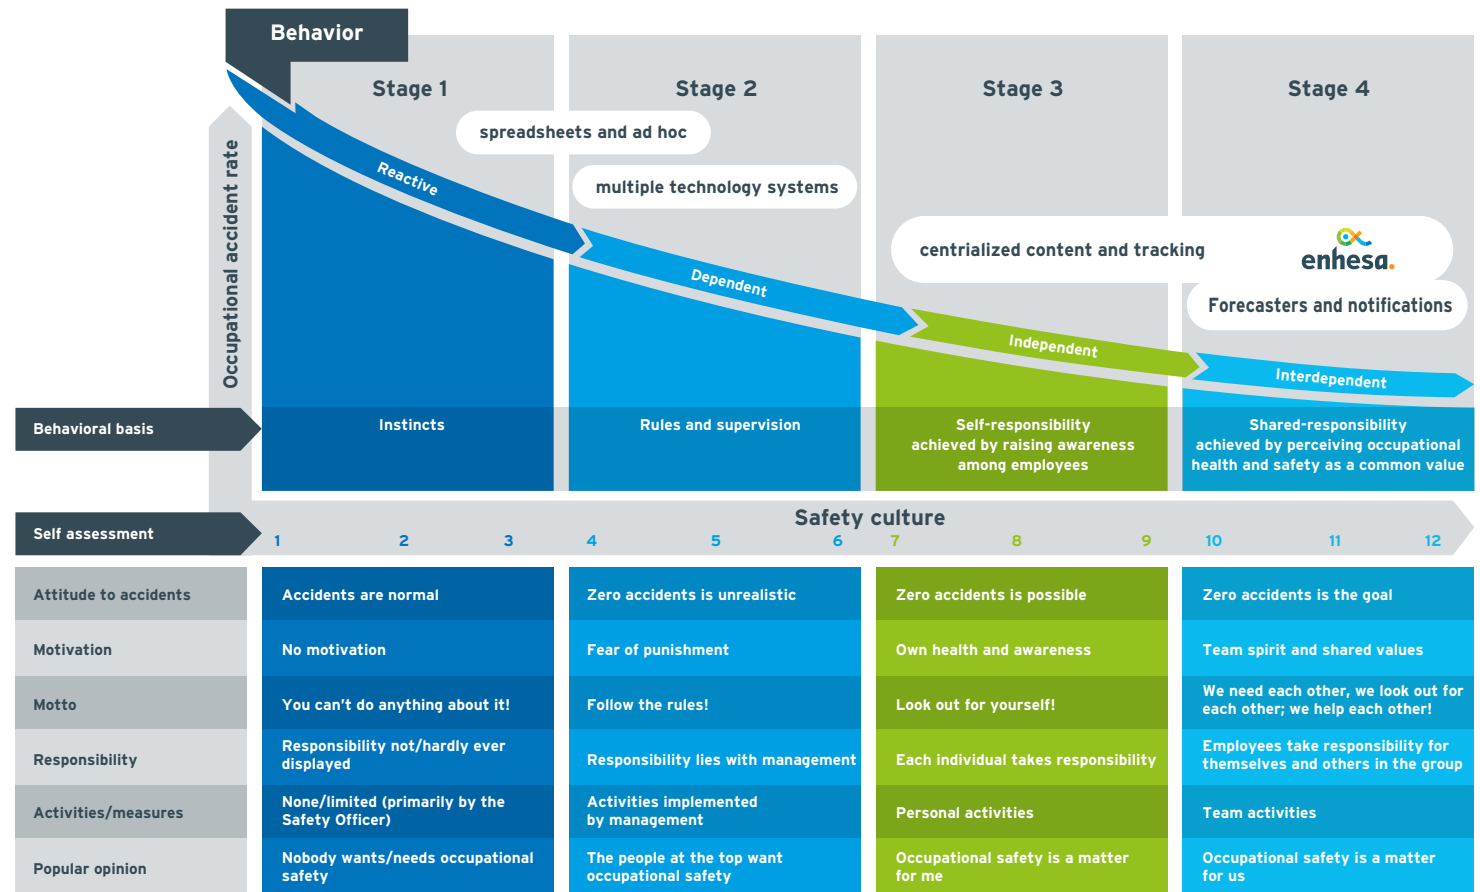 Behavior
Stage 1
Stage 2
Stage 3
Stage 4
spreadsheets and ad hoc
multiple technology systems
centrialized content and tracking
enhesa.
Forecasters and notifications
Occupational accident rate
Reactive
Dependent
Independent
Interdependent
Behavioral basis
Instincts
Rules and supervision
Self-responsibility
achieved by raising awareness
among employees
Shared-responsibility
achieved by perceiving occupational
health and safety as a common value
Safety culture
Self assessment
1 2 3 4 5 6 7 8 9 10 11 12
Attitude to accidents
Accidents are normal
Zero accidents is unrealistic
Zero accidents is possible
Zero accidents is the goal
Motivation
No motivation
Fear of punishment
Own health and awareness
Team spirit and shared values
Motto
You can't do anything about it!
Follow the rules!
Look out for yourself!
We need each other, we look out for
each other; we help each other!
Responsibility
Responsibility not/hardly ever
displayed
Responsibility lies with management
Each individual takes responsibility
Employees take responsibility for
themselves and others in the group
Activities/measures
None/limited (primarily by the
Safety Officer)
Activities implemented
by management
Personal activities
Team activities
Popular opinion
Nobody wants/needs occupational
safety
The people at the top want
occupational safety
Occupational safety is a matter
for me
Occupational safety is a matter
for us